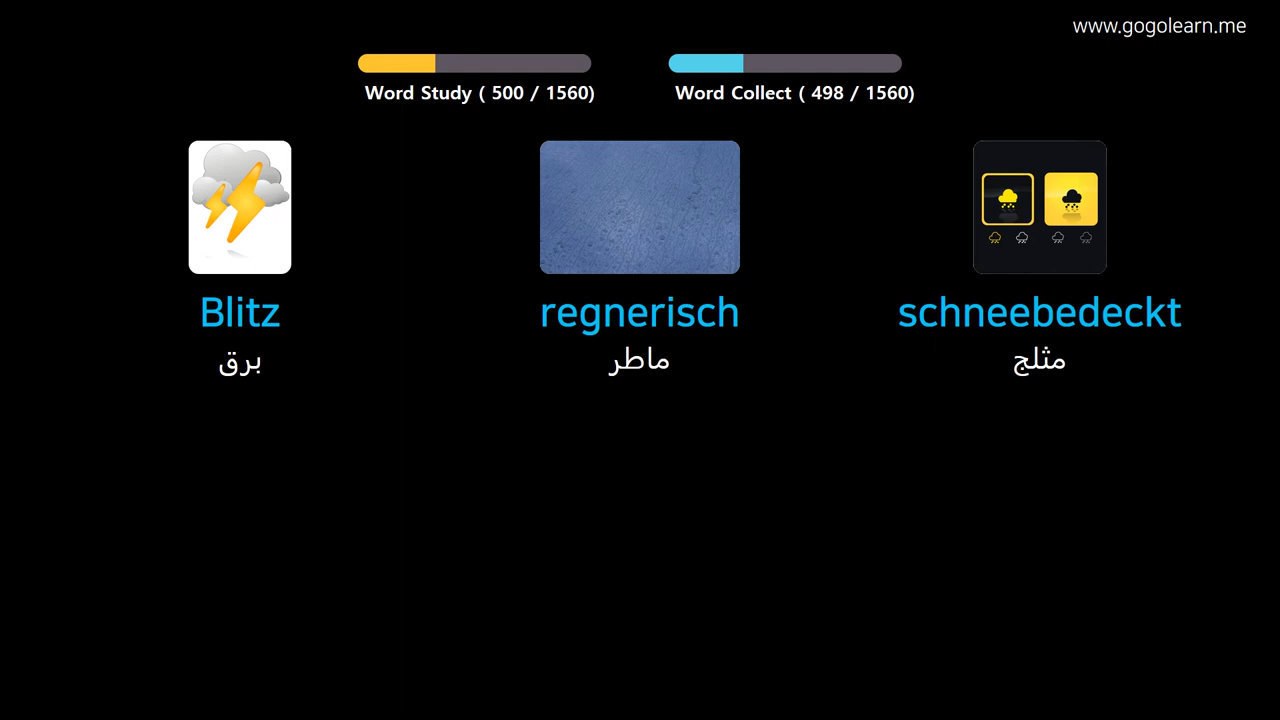 www.gogolearn.me
Word Study ( 500 / 1560)
Word Collect ( 498 / 1560)
Blitz
regnerisch
schneebedeckt
برق
ماطر
مثلج